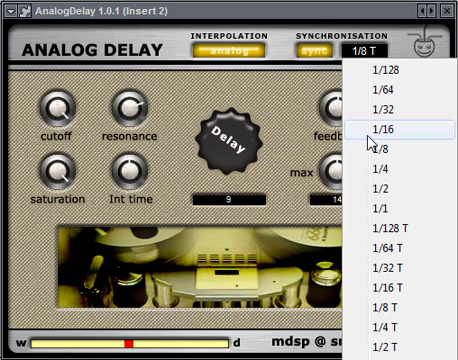 AnalogDelay 1.0.1 (Insert 2)
ANALOG DELAY
INTERPOLATION
analog
SYNCHRONISATION
sync
1/8 T
1/128
1/64
1/32
1/16
1/8
1/4
1/2
1/1
1/128 T
1/64 T
1/32 T
1/16 T
1/8 T
1/4 T
1/2 T
cutoff
resonance
Delay
saturation
Int time
max
9
w
d
mdsp @